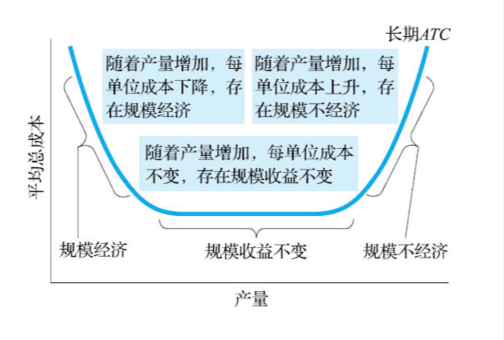 长期ATC
随着产量增加，每
单位成本下降，存
在规模经济
随着产量增加，每
单位成本上升，存
在规模不经济
随着产量增加，每单位成本
不变，存在规模收益不变
平均总成本
规模经济
规模收益不变
规模不经济
产量